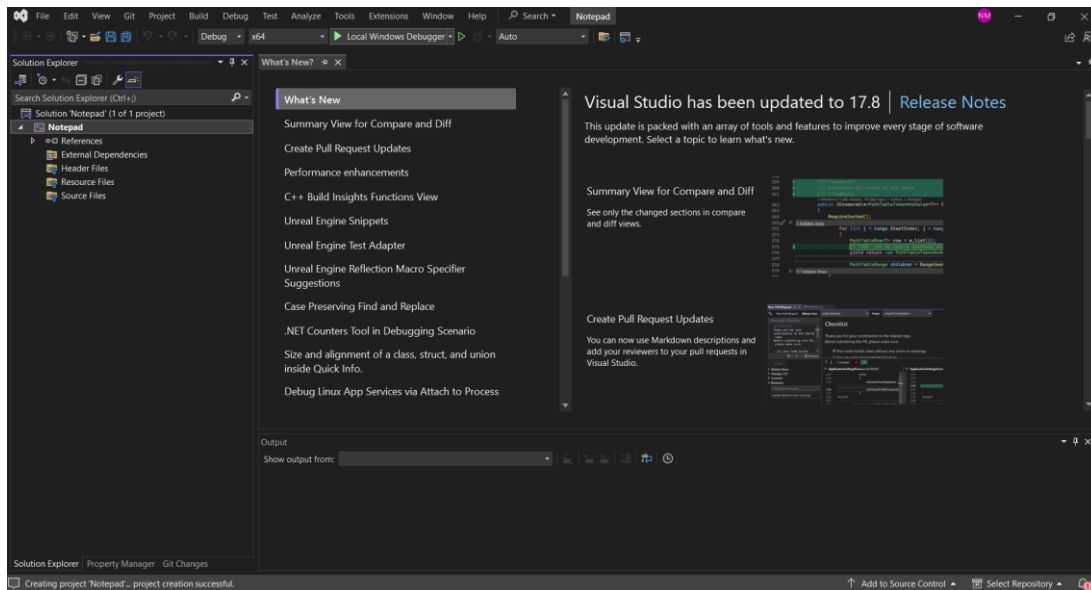 File Edit View Git Project Build Debug Test Analyze Tools Extensions Window Help Search Notepad NM
Debug x64 Local Windows Debugger Auto
Solution Explorer
Search Solution Explorer (Ctrl+;)
Solution 'Notepad' (1 of 1 project)
Notepad
References
External Dependencies
Header Files
Resource Files
Source Files
Solution Explorer Property Manager Git Changes
What's New?
What's New
Summary View for Compare and Diff
Create Pull Request Updates
Performance enhancements
C++ Build Insights Functions View
Unreal Engine Snippets
Unreal Engine Test Adapter
Unreal Engine Reflection Macro Specifier
Suggestions
Case Preserving Find and Replace
.NET Counters Tool in Debugging Scenario
Size and alignment of a class, struct, and union
inside Quick Info.
Debug Linux App Services via Attach to Process
Visual Studio has been updated to 17.8 | Release Notes
This update is packed with an array of tools and features to improve every stage of software
development. Select a topic to learn what's new.
Summary View for Compare and Diff
See only the changed sections in compare
and diff views.
RequireSorted();
Create Pull Request Updates
You can now use Markdown descriptions and
add your reviewers to your pull requests in
Visual Studio.
Checklist
Output
Show output from:
Creating project 'Notepad'... project creation successful.
Add to Source Control Select Repository